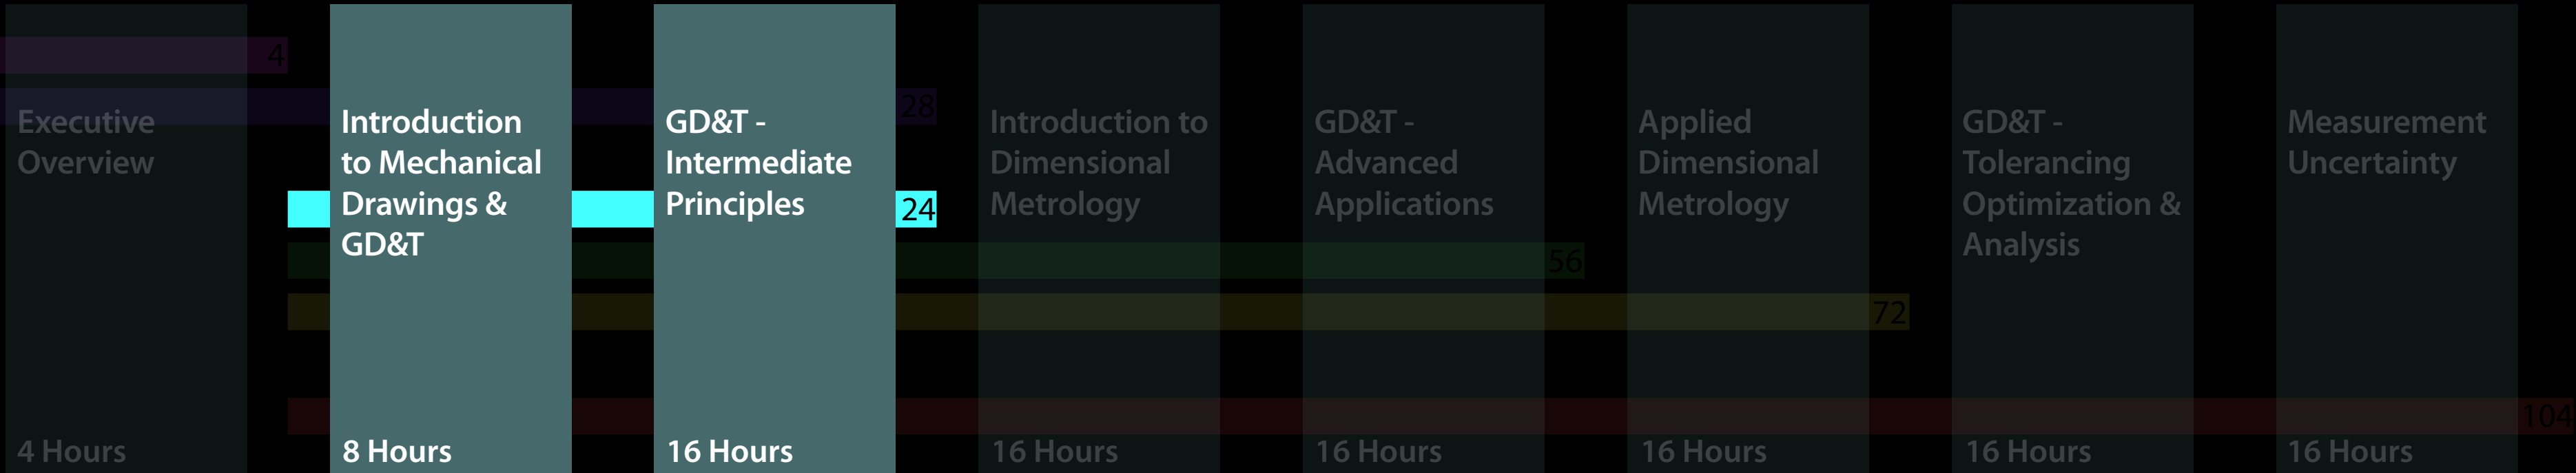 4
28
Executive
Overview
4 Hours
Introduction
to Mechanical
Drawings &
GD&T
8 Hours
GD&T -
Intermediate
Principles
16 Hours
24
Introduction to
Dimensional
Metrology
16 Hours
GD&T -
Advanced
Applications
16 Hours
56
Applied
Dimensional
Metrology
16 Hours
72
GD&T -
Tolerancing
Optimization &
Analysis
16 Hours
Measurement
Uncertainty
16 Hours
104